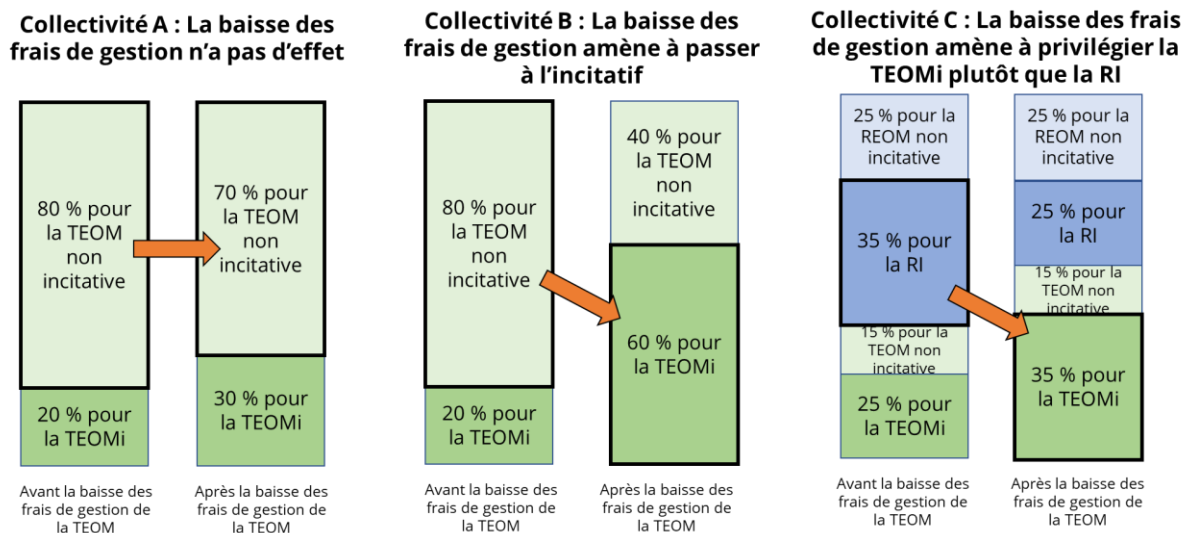 Collectivité A : La baisse des
frais de gestion n'a pas d'effet
80 % pour
la TEOM
non
incitative
20 % pour
la TEOMi
70 % pour
la TEOM
non
incitative
30 % pour
la TEOMi
Avant la baisse des
frais de gestion de
la TEOM
Après la baisse des
frais de gestion de
la TEOM
Collectivité B : La baisse des
frais de gestion amène à passer
à l'incitatif
80 % pour
la TEOM
non
incitative
20 % pour
la TEOMi
40 % pour
la TEOM
non
incitative
60 % pour
la TEOMi
Avant la baisse des
frais de gestion de
la TEOM
Après la baisse des
frais de gestion de
la TEOM
Collectivité C : La baisse des frais
de gestion amène à privilégier la
TEOMi plutôt que la RI
25 % pour la
REOM non
incitative
35 % pour
la RI
15 % pour la
TEOM non
incitative
25 % pour
la TEOMi
25 % pour la
REOM non
incitative
25 % pour
la RI
15 % pour la
TEOM non
incitative
35 % pour
la TEOMi
Avant la baisse des
frais de gestion de
la TEOM
Après la baisse des
frais de gestion de
la TEOM